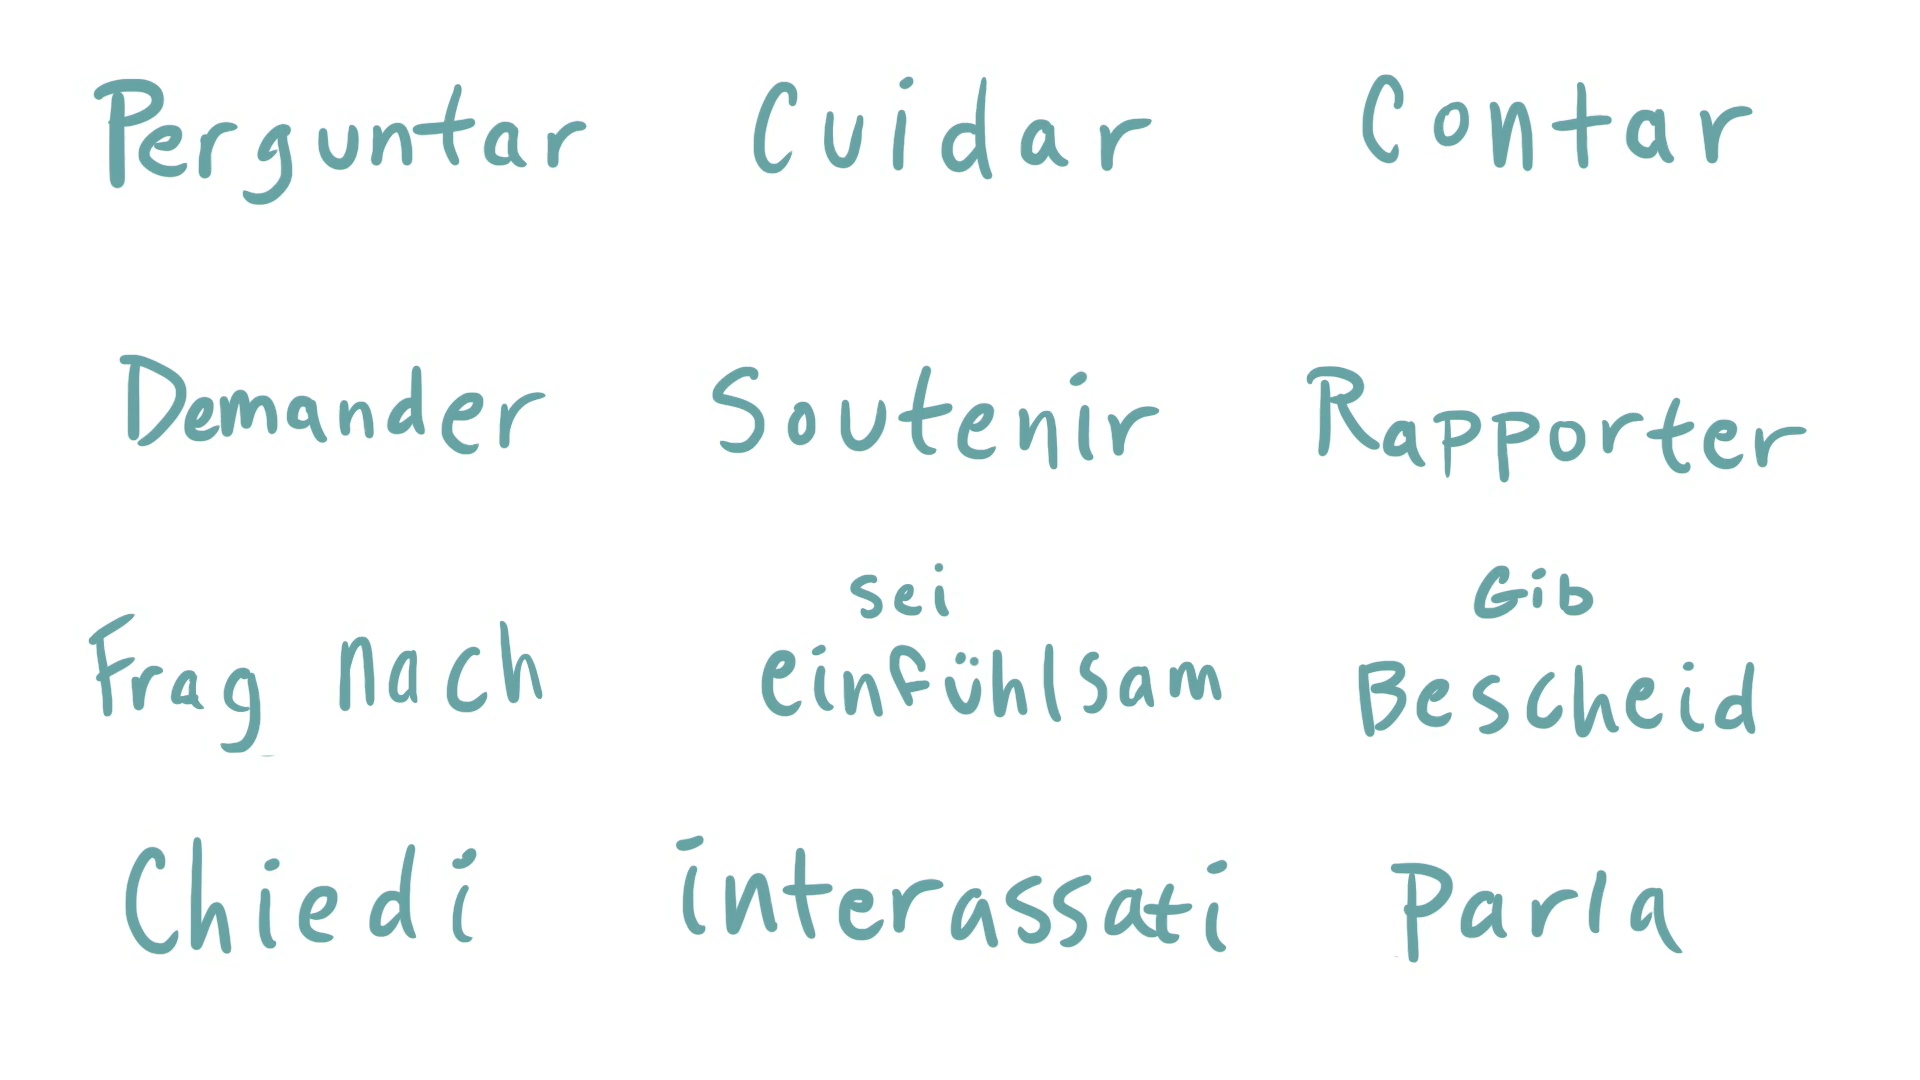 Perguntar Cuidar Contar
Demander Soutenir Rapporter
sei Gib
Frag nach einfühlsam Bescheid
Chiedi interassati Parla